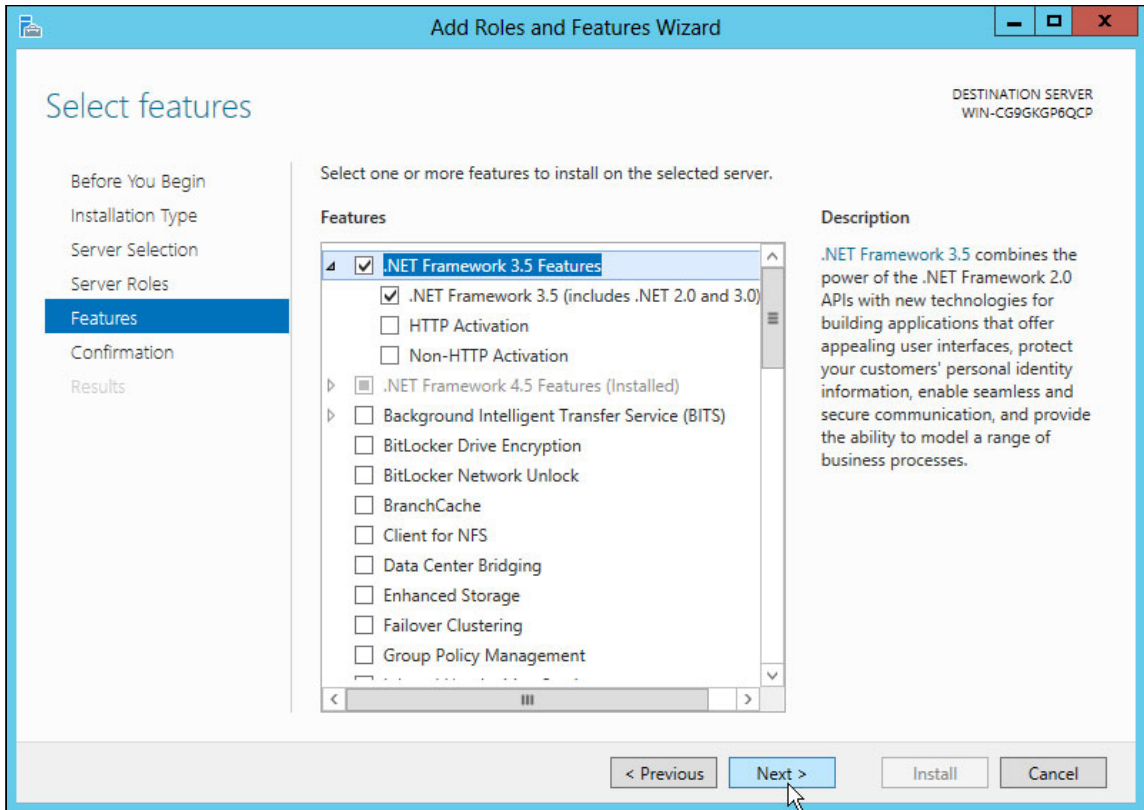 Add Roles and Features Wizard
Select features
DESTINATION SERVER
WIN-CG9GKGP6QCP
Before You Begin
Installation Type
Server Selection
Server Roles
Features
Confirmation
Results
Select one or more features to install on the selected server.
Features
.NET Framework 3.5 Features
.NET Framework 3.5 (includes .NET 2.0 and 3.0)
HTTP Activation
Non-HTTP Activation
.NET Framework 4.5 Features (Installed)
Background Intelligent Transfer Service (BITS)
BitLocker Drive Encryption
BitLocker Network Unlock
BranchCache
Client for NFS
Data Center Bridging
Enhanced Storage
Failover Clustering
Group Policy Management
Description
.NET Framework 3.5 combines the
power of the .NET Framework 2.0
APIs with new technologies for
building applications that offer
appealing user interfaces, protect
your customers' personal identity
information, enable seamless and
secure communication, and provide
the ability to model a range of
business processes.
< Previous
Next >
Install
Cancel